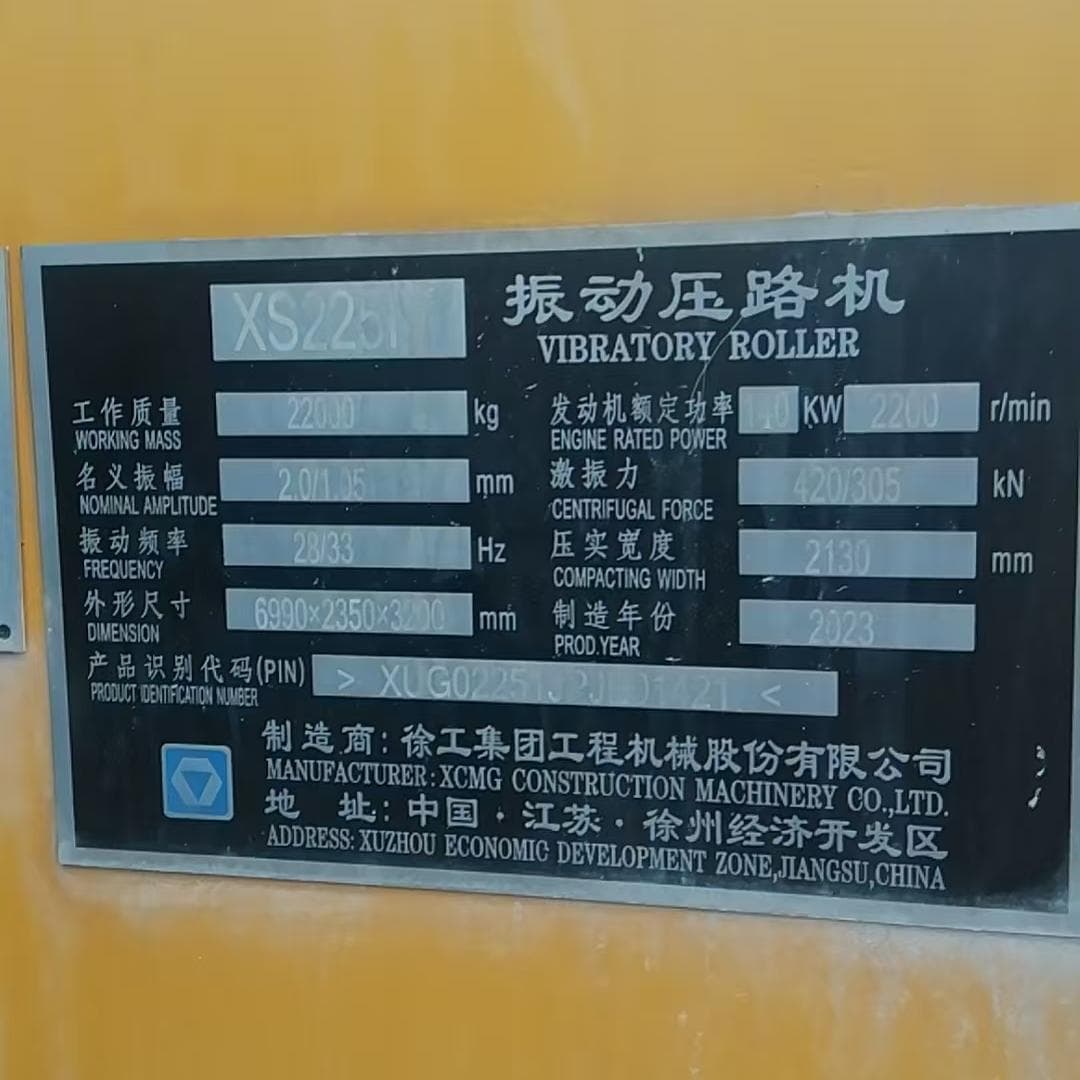 XS225J
振动压路机
VIBRATORY ROLLER
工作质量 22000 kg
WORKING MASS
发动机额定功率 140 KW 2200 r/min
ENGINE RATED POWER
名义振幅 2.0/1.05 mm
NOMINAL AMPLITUDE
激振力 420/305 kN
CENTRIFUGAL FORCE
振动频率 28/33 Hz
FREQUENCY
压实宽度 2130 mm
COMPACTING WIDTH
外形尺寸 6990×2350×3200 mm
DIMENSION
制造年份 2023
PROD.YEAR
产品识别代码(PIN)
PRODUCT IDENTIFICATION NUMBER
制造商:徐工集团工程机械股份有限公司
MANUFACTURER:XCMG CONSTRUCTION MACHINERY CO.,LTD.
地 址:中国·江苏·徐州经济开发区
ADDRESS:XUZHOU ECONOMIC DEVELOPMENT ZONE,JIANGSU,CHINA